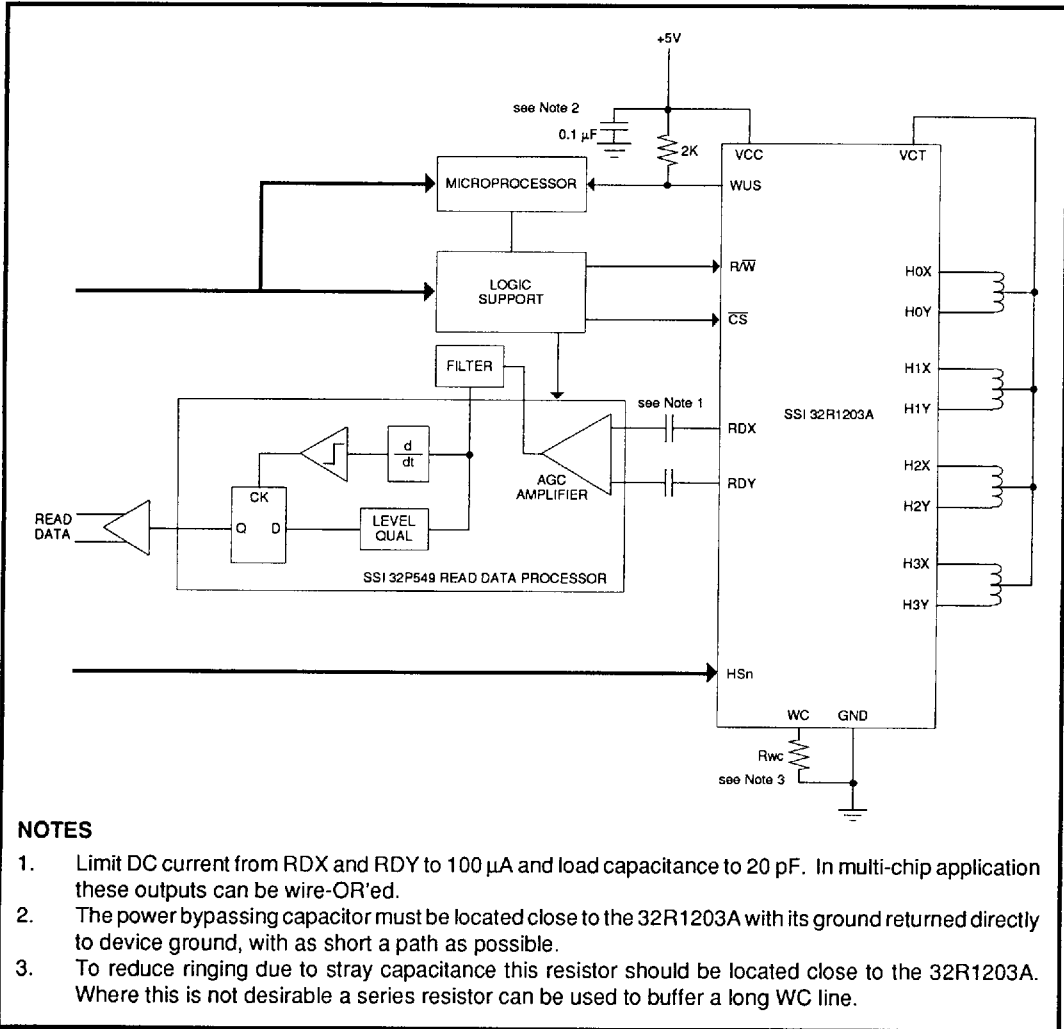 +5V
see Note 2
0.1 µF
2K
VCC
VCT
MICROPROCESSOR
WUS
LOGIC
SUPPORT
R/W̅
C̅S̅
H0X
H0Y
FILTER
see Note 1
H1X
H1Y
SSI 32R1203A
RDX
d
dt
AGC
AMPLIFIER
RDY
H2X
H2Y
CK
Q D
LEVEL
QUAL
READ
DATA
SSI 32P549 READ DATA PROCESSOR
H3X
H3Y
HSn
WC GND
Rwc
see Note 3
NOTES
1. Limit DC current from RDX and RDY to 100 µA and load capacitance to 20 pF. In multi-chip application
these outputs can be wire-OR'ed.
2. The power bypassing capacitor must be located close to the 32R1203A with its ground returned directly
to device ground, with as short a path as possible.
3. To reduce ringing due to stray capacitance this resistor should be located close to the 32R1203A.
Where this is not desirable a series resistor can be used to buffer a long WC line.